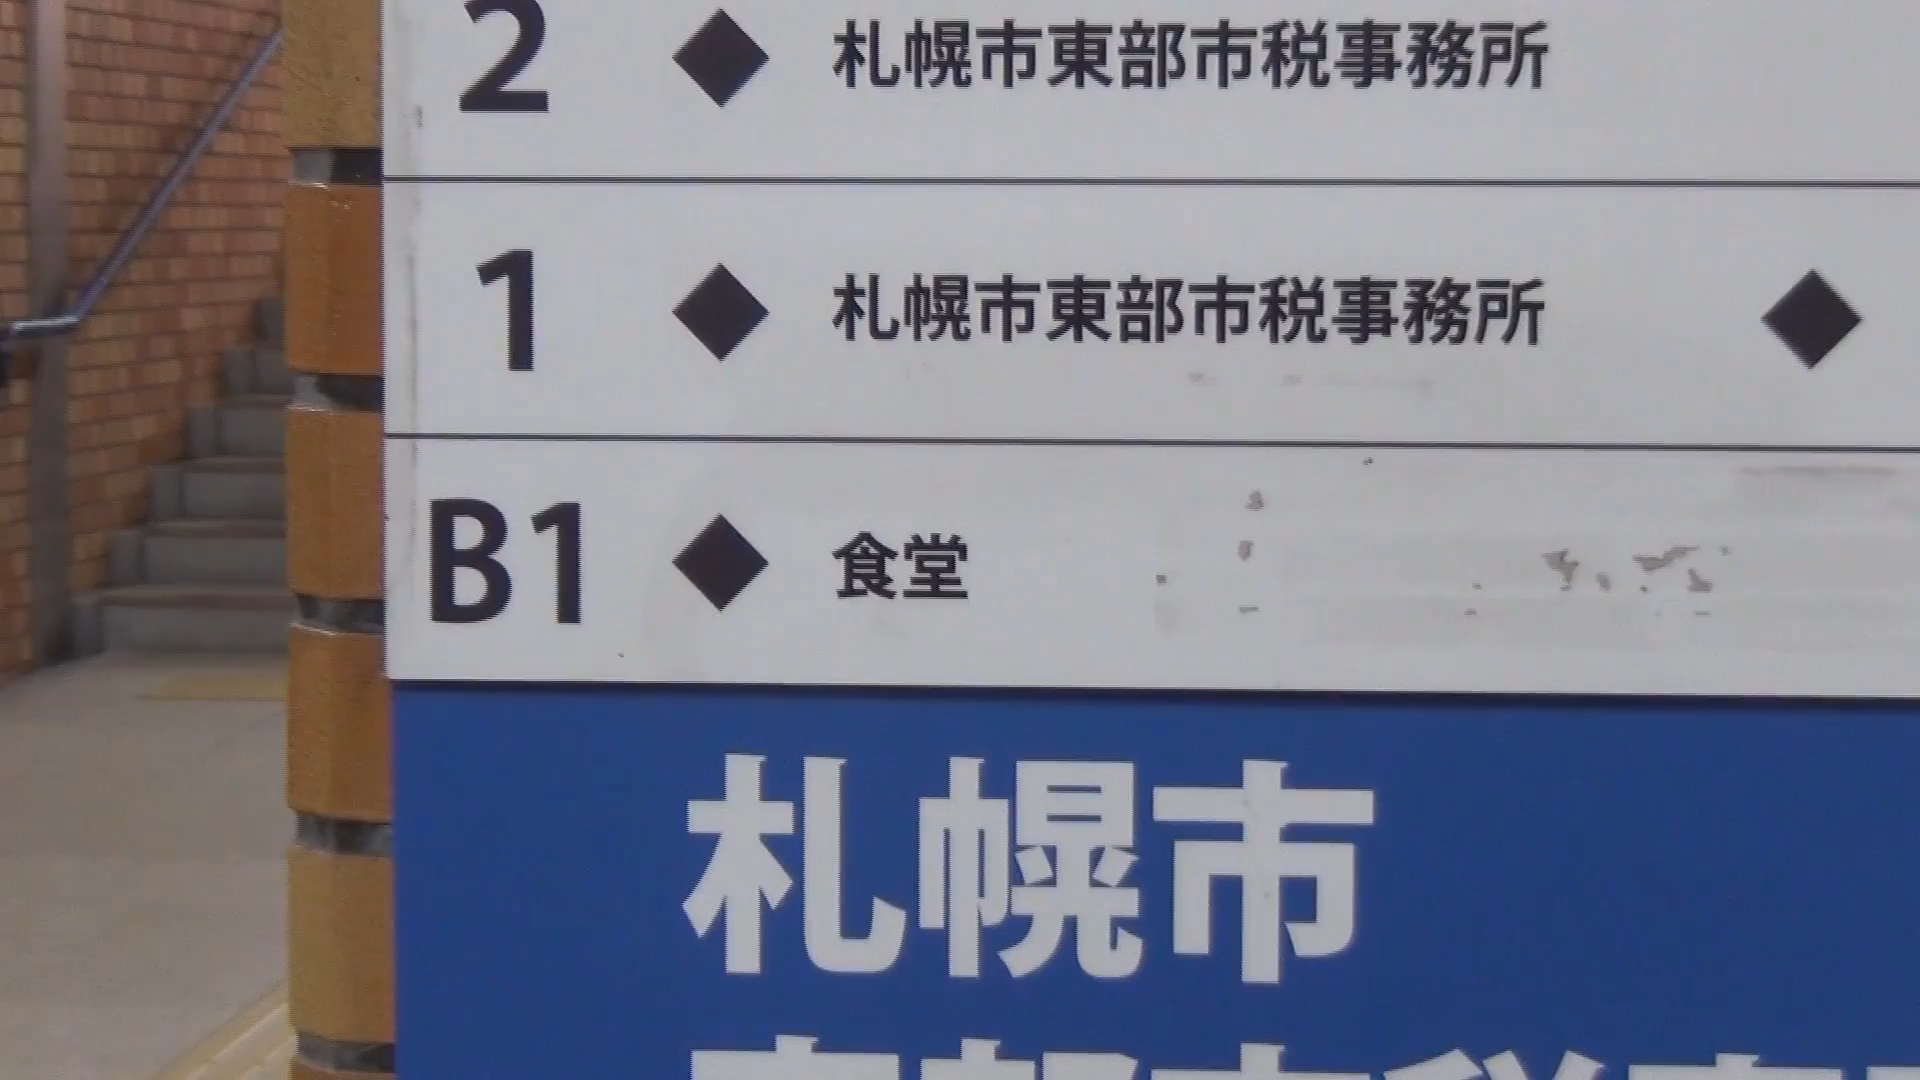 2 ◆ 札幌市東部市税事務所
1 ◆ 札幌市東部市税事務所 ◆
B1 ◆ 食堂
札幌市